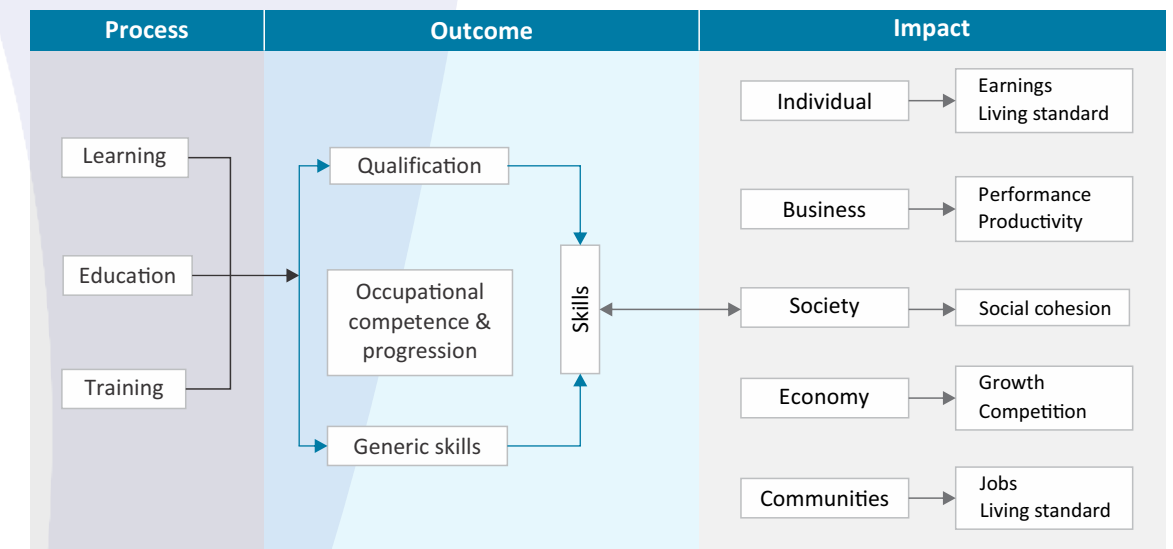 Process
Outcome
Impact
Learning
Education
Training
Qualification
Occupational
competence &
progression
Generic skills
Skills
Individual
Earnings
Living standard
Business
Performance
Productivity
Society
Social cohesion
Economy
Growth
Competition
Communities
Jobs
Living standard